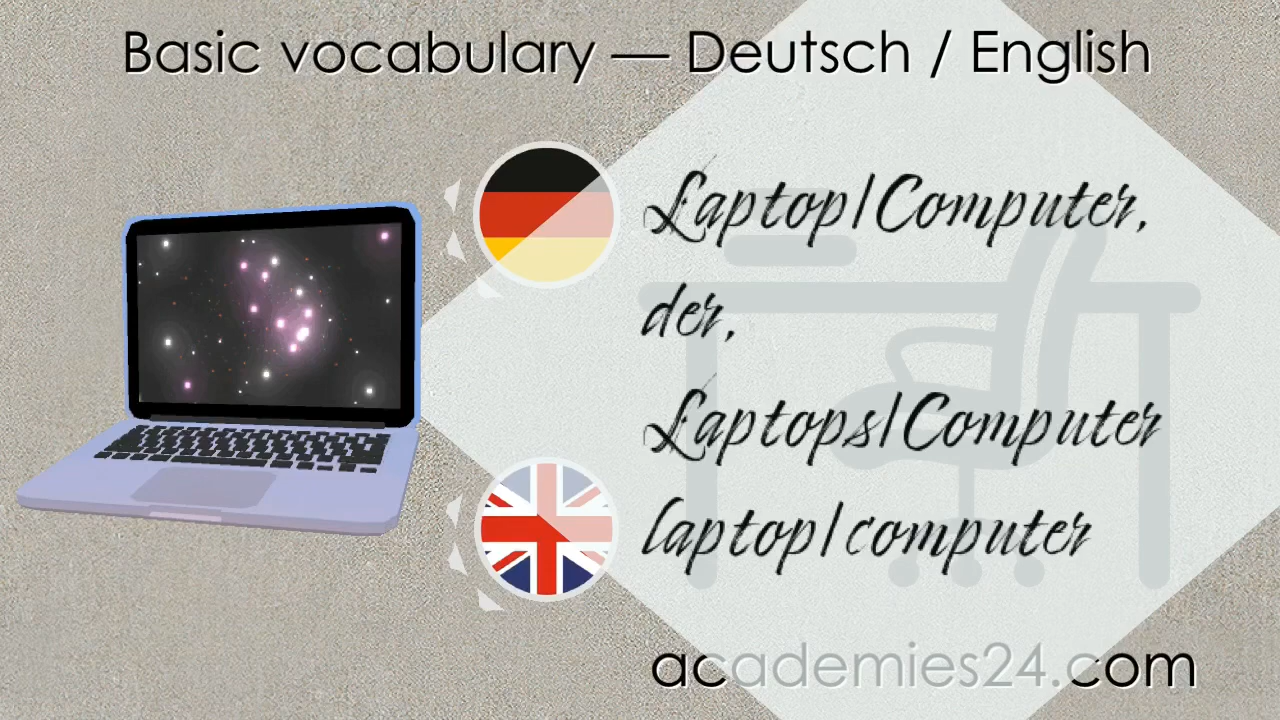 Basic vocabulary — Deutsch / English
Laptop/Computer,
der,
Laptops/Computer
laptop/computer
academies24.com